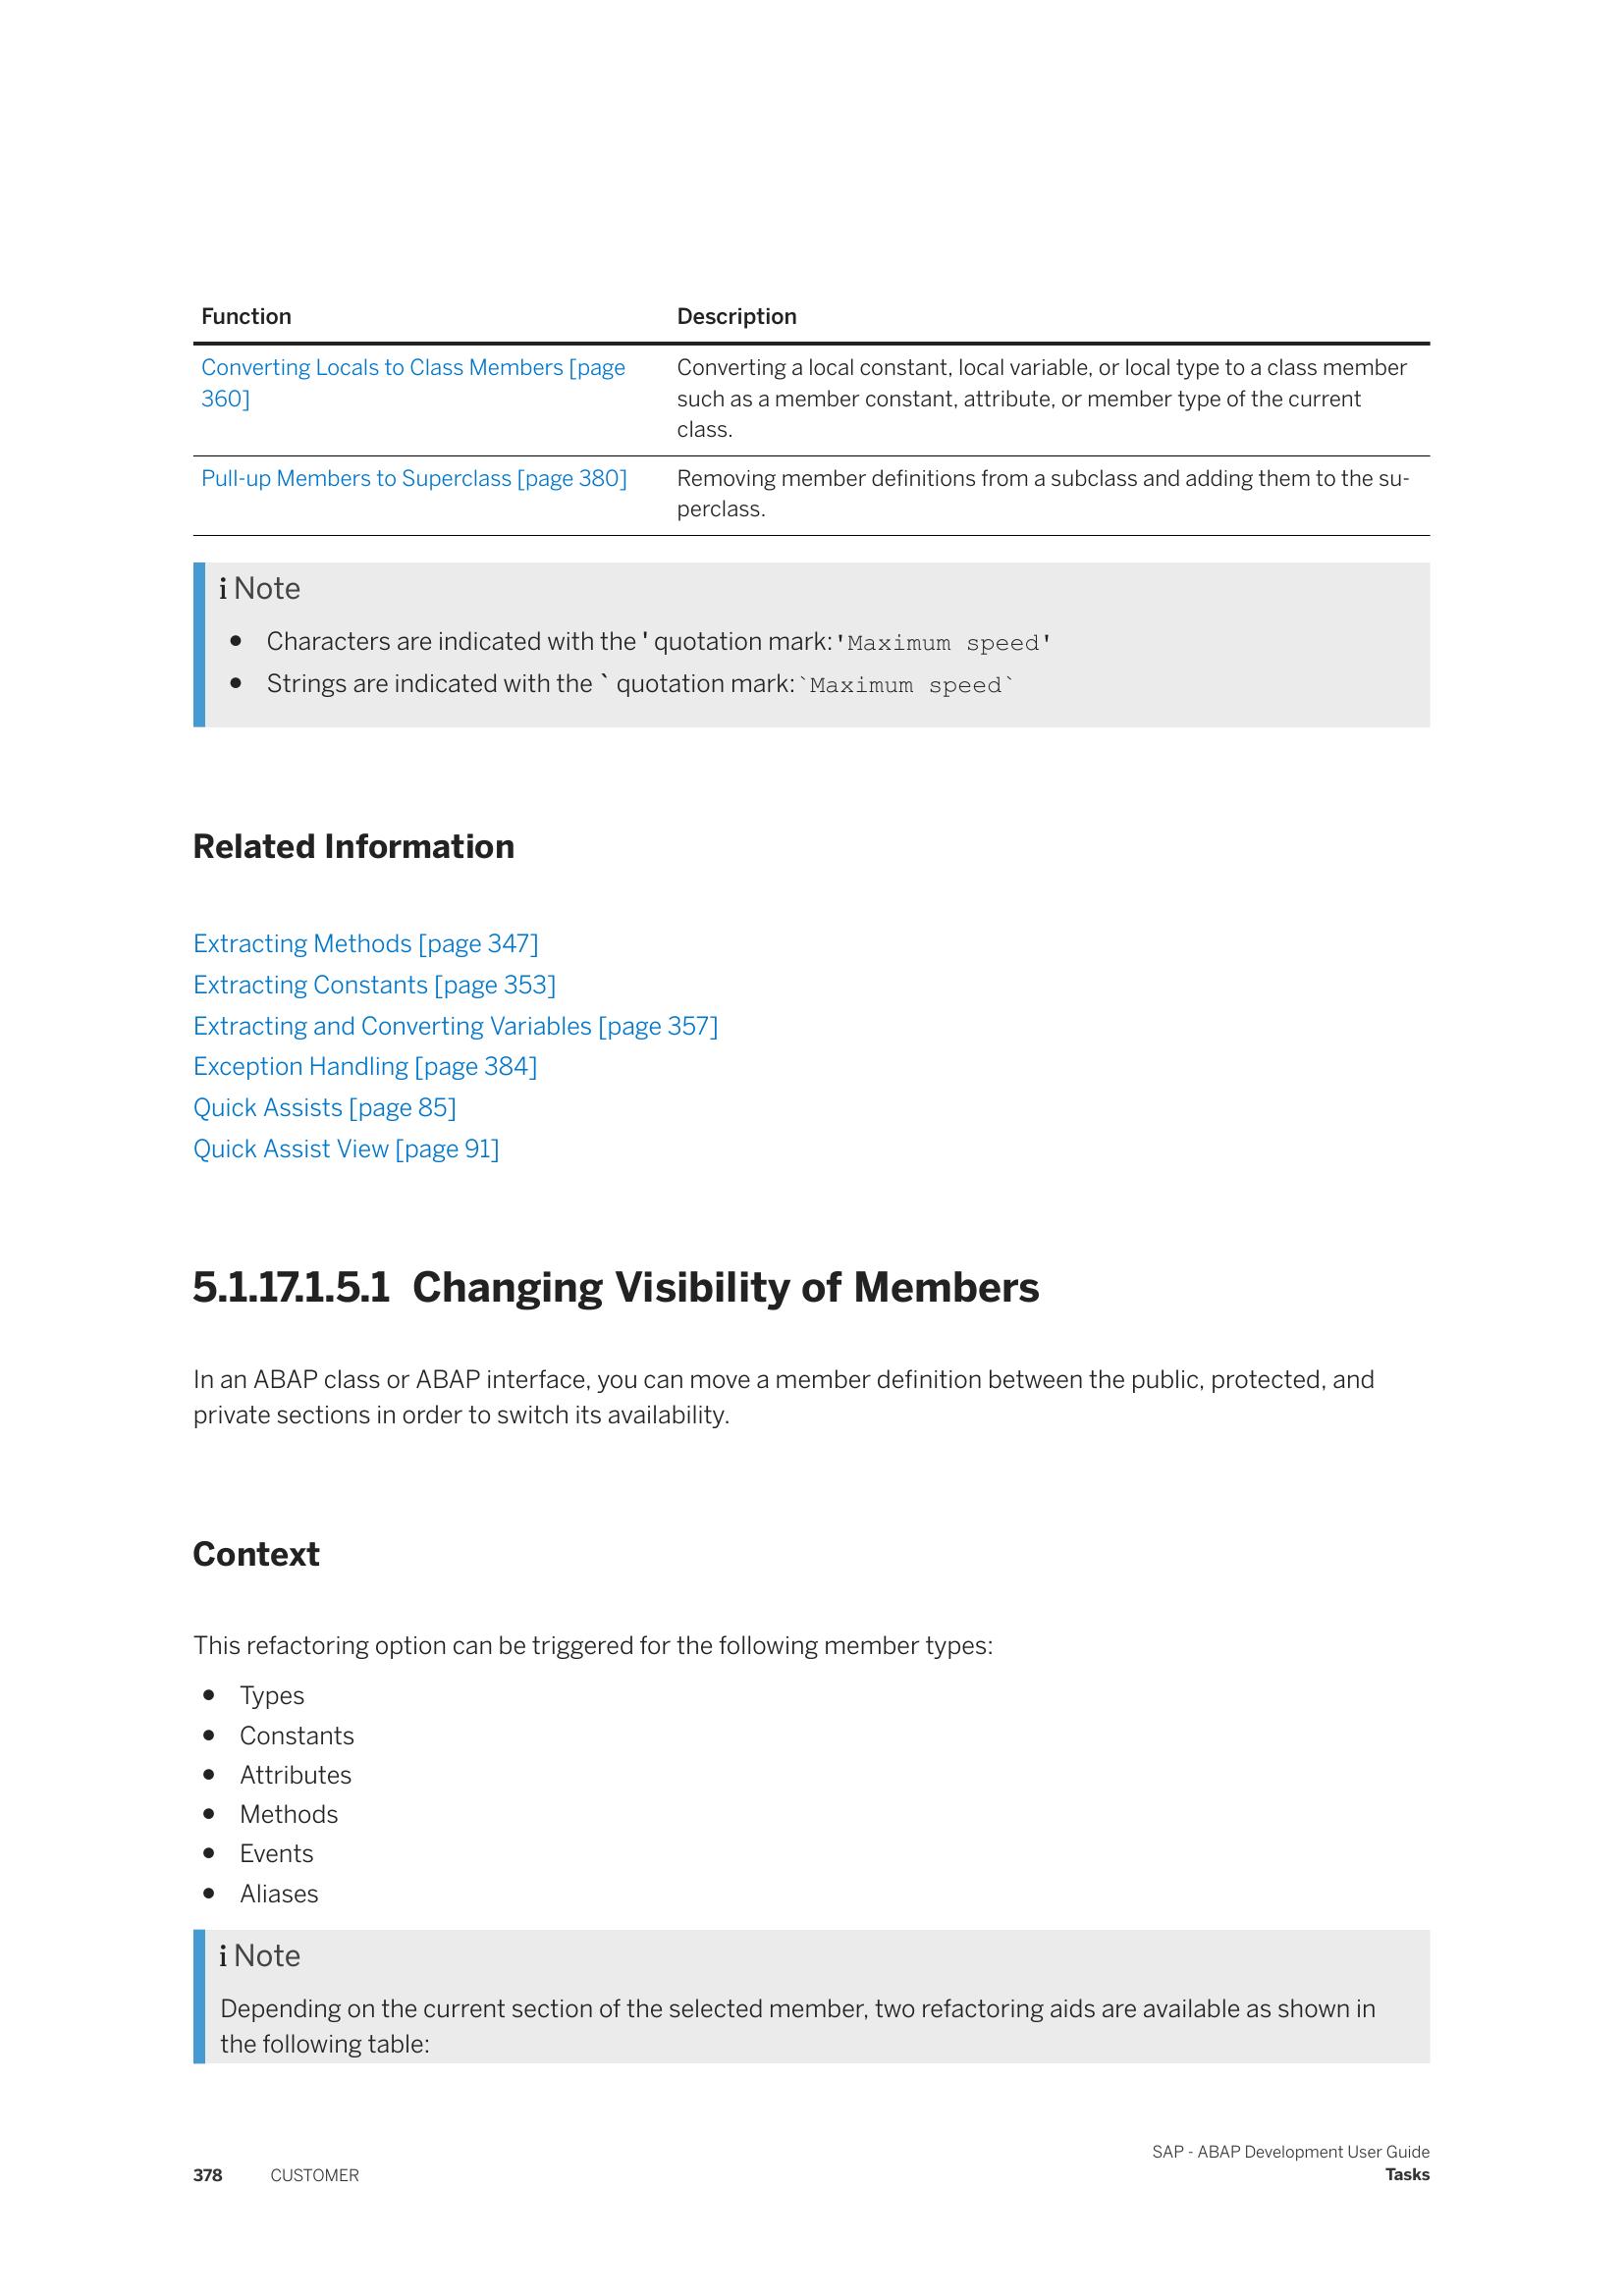 Function Description
Converting Locals to Class Members [page
360]
Converting a local constant, local variable, or local type to a class member
such as a member constant, attribute, or member type of the current
class.
Pull-up Members to Superclass [page 380]
Removing member definitions from a subclass and adding them to the su-
perclass.
i Note
● Characters are indicated with the ' quotation mark: 'Maximum speed'
● Strings are indicated with the ` quotation mark: `Maximum speed`
Related Information
Extracting Methods [page 347]
Extracting Constants [page 353]
Extracting and Converting Variables [page 357]
Exception Handling [page 384]
Quick Assists [page 85]
Quick Assist View [page 91]
5.1.17.1.5.1 Changing Visibility of Members
In an ABAP class or ABAP interface, you can move a member definition between the public, protected, and
private sections in order to switch its availability.
Context
This refactoring option can be triggered for the following member types:
● Types
● Constants
● Attributes
● Methods
● Events
● Aliases
i Note
Depending on the current section of the selected member, two refactoring aids are available as shown in
the following table:
SAP - ABAP Development User Guide
378 CUSTOMER Tasks